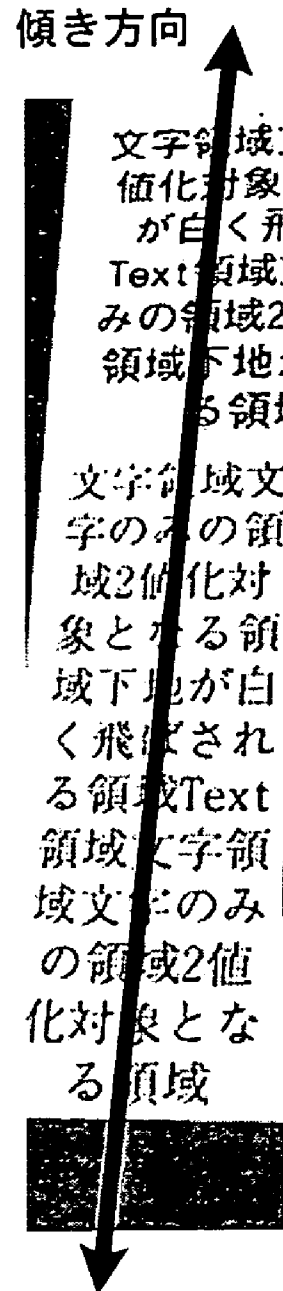 傾き方向
文字領域
値化対象
が白く飛
Text領域
みの領域2
領域下地
る領域
文字領域文
字のみの領
域2値化対
象となる領
域下地が白
く飛ばされ
る領域Text
領域文字領
域文字のみ
の領域2値
化対象とな
る領域